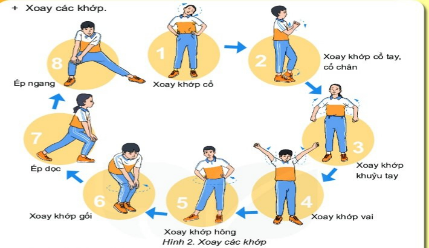 + Xoay các khớp.
1
Xoay khớp cổ
2
Xoay khớp cổ tay,
cổ chân
3
Xoay khớp
khuỷu tay
4
Xoay khớp vai
5
Xoay khớp hông
6
Xoay khớp gối
7
Ép dọc
8
Ép ngang
Hình 2. Xoay các khớp